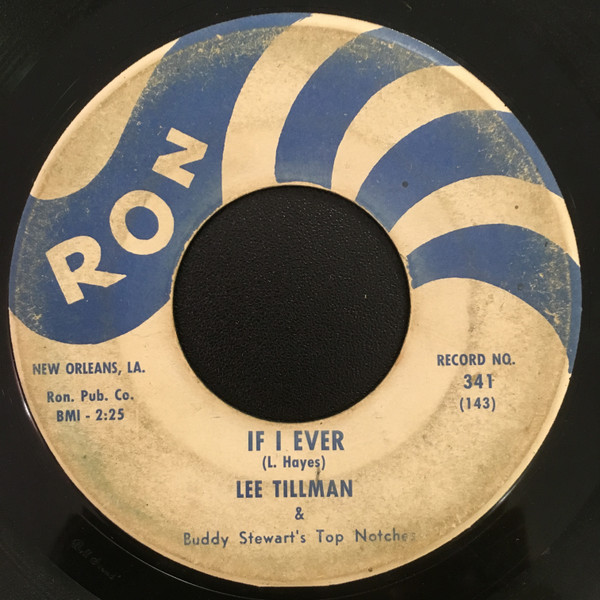 RON
NEW ORLEANS, LA.
Ron. Pub. Co.
BMI - 2:25
RECORD NO.
341
(143)
IF I EVER
(L. Hayes)
LEE TILLMAN
&
Buddy Stewart's Top Notches